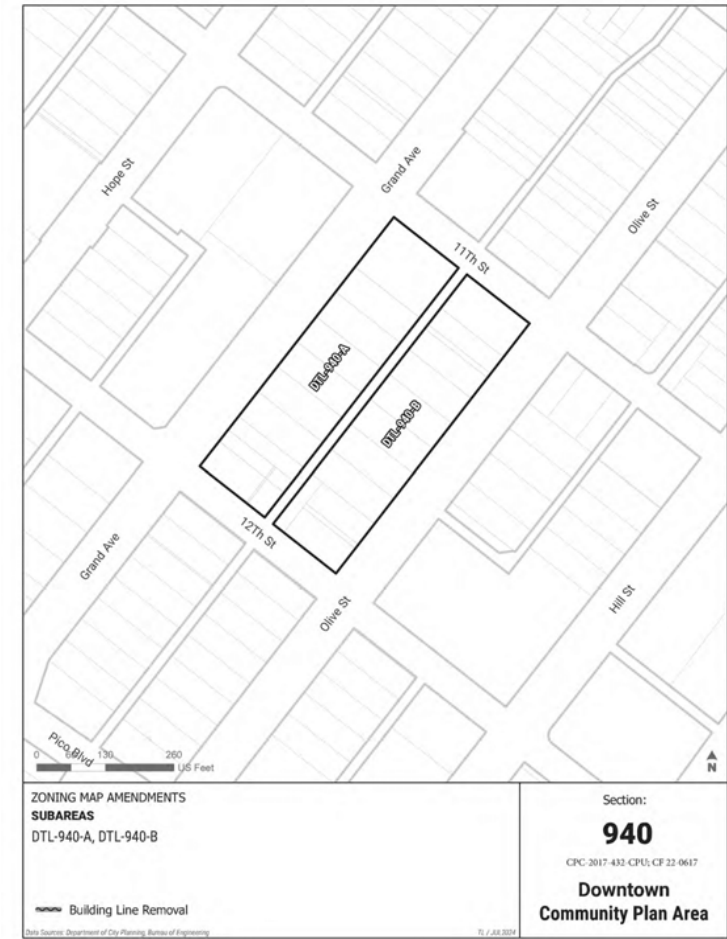 Hope St
Grand Ave
Olive St
11Th St
DTL-940-A
DTL-940-B
12Th St
Grand Ave
Olive St
Hill St
Pico Blvd
0 65 130 260
US Feet
N
ZONING MAP AMENDMENTS
SUBAREAS
DTL-940-A, DTL-940-B
Building Line Removal
Data Sources: Department of City Planning, Bureau of Engineering
TL / JUL2024
Section:
940
CPC-2017-432-CPU; CF 22-0617
Downtown
Community Plan Area